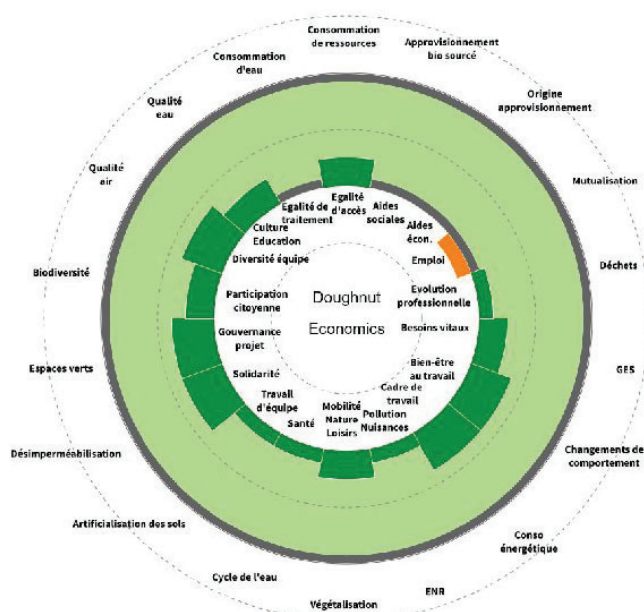 Consommation
de ressources
Approvisionnement
bio sourcé
Origine
approvisionnement
Mutualisation
Déchets
GES
Changements de
comportement
Conso
énergétique
ENR
Végétalisation
Cycle de l'eau
Artificialisation des sols
Désimperméabilisation
Espaces verts
Biodiversité
Qualité
air
Qualité
eau
Consommation
d'eau
Egalité
d'accès
Aides
sociales
Aides
écon.
Emploi
Evolution
professionnelle
Besoins vitaux
Bien-être
au travail
Cadre de
travail
Pollution
Nuisances
Mobilité
Nature
Loisirs
Santé
Travail
d'équipe
Solidarité
Gouvernance
projet
Participation
citoyenne
Diversité équipe
Culture
Education
Egalité de
traitement
Doughnut
Economics